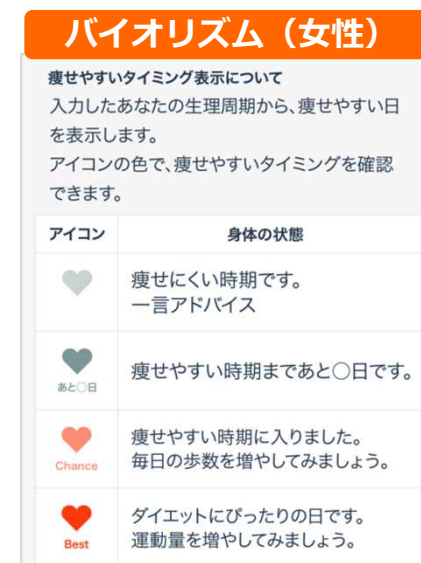 バイオリズム（女性）
痩せやすいタイミング表示について
入力したあなたの生理周期から、痩せやすい日
を表示します。
アイコンの色で、痩せやすいタイミングを確認
できます。
アイコン 身体の状態
痩せにくい時期です。
一言アドバイス
あと○日
痩せやすい時期まであと○日です。
Chance
痩せやすい時期に入りました。
毎日の歩数を増やしてみましょう。
Best
ダイエットにぴったりの日です。
運動量を増やしてみましょう。